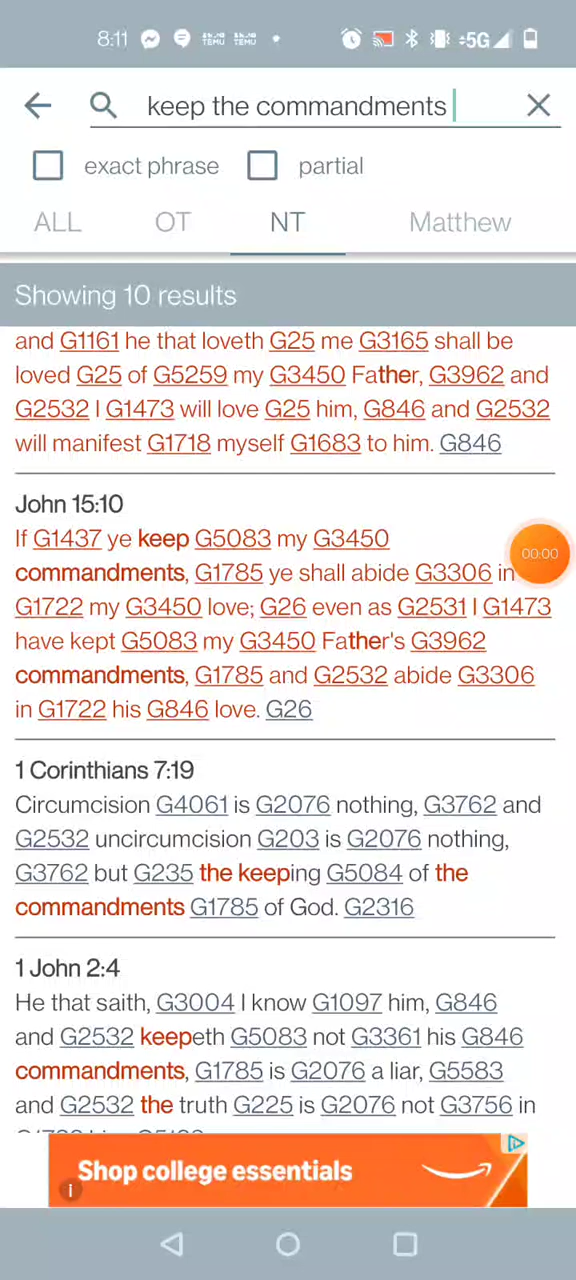 8:11 TEMU TEMU 5G
keep the commandments
exact phrase partial
ALL OT NT Matthew
Showing 10 results
and G1161 he that loveth G25 me G3165 shall be
loved G25 of G5259 my G3450 Father, G3962 and
G2532 I G1473 will love G25 him, G846 and G2532
will manifest G1718 myself G1683 to him. G846
John 15:10
If G1437 ye keep G5083 my G3450
commandments, G1785 ye shall abide G3306 in
G1722 my G3450 love; G26 even as G2531 I G1473
have kept G5083 my G3450 Father's G3962
commandments, G1785 and G2532 abide G3306
in G1722 his G846 love. G26
00:00
1 Corinthians 7:19
Circumcision G4061 is G2076 nothing, G3762 and
G2532 uncircumcision G203 is G2076 nothing,
G3762 but G235 the keeping G5084 of the
commandments G1785 of God. G2316
1 John 2:4
He that saith, G3004 I know G1097 him, G846
and G2532 keepeth G5083 not G3361 his G846
commandments, G1785 is G2076 a liar, G5583
and G2532 the truth G225 is G2076 not G3756 in
Shop college essentials